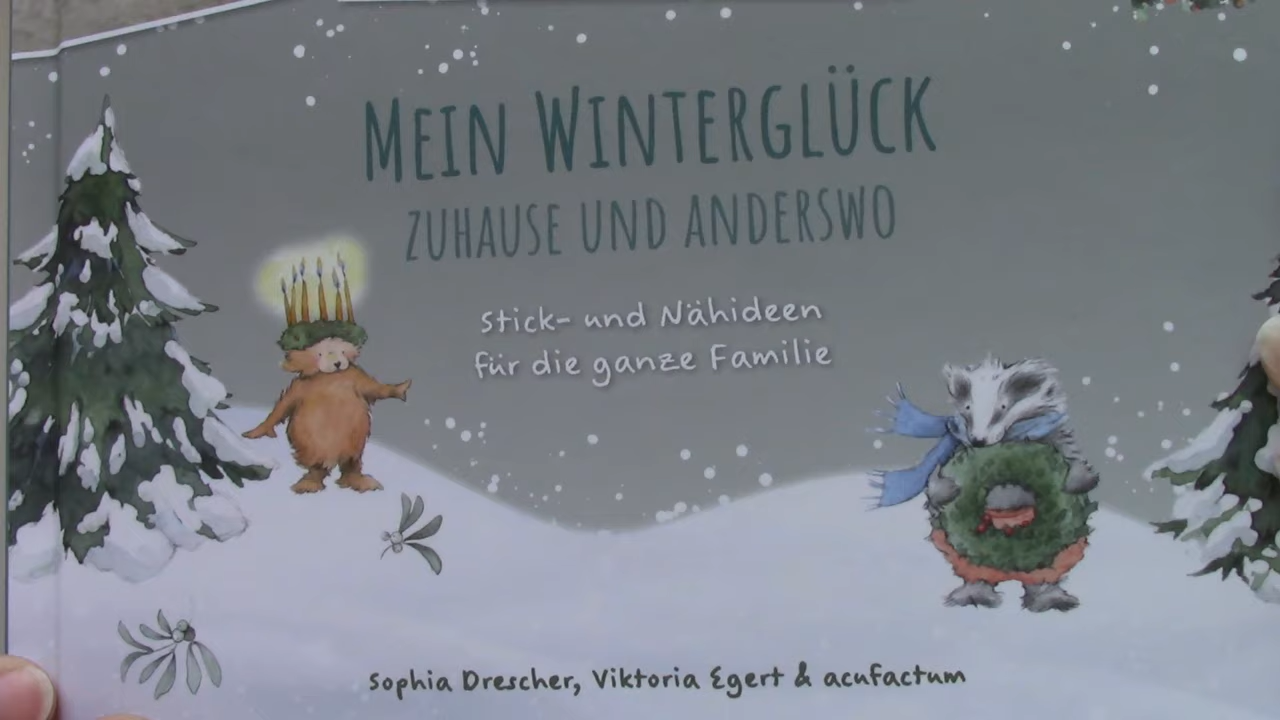 MEIN WINTERGLÜCK
ZUHAUSE UND ANDERSWO
Stick- und Nähideen
für die ganze Familie
Sophia Drescher, Viktoria Egert & acufactum